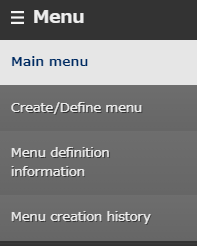 Menu
Main menu
Create/Define menu
Menu definition
information
Menu creation history